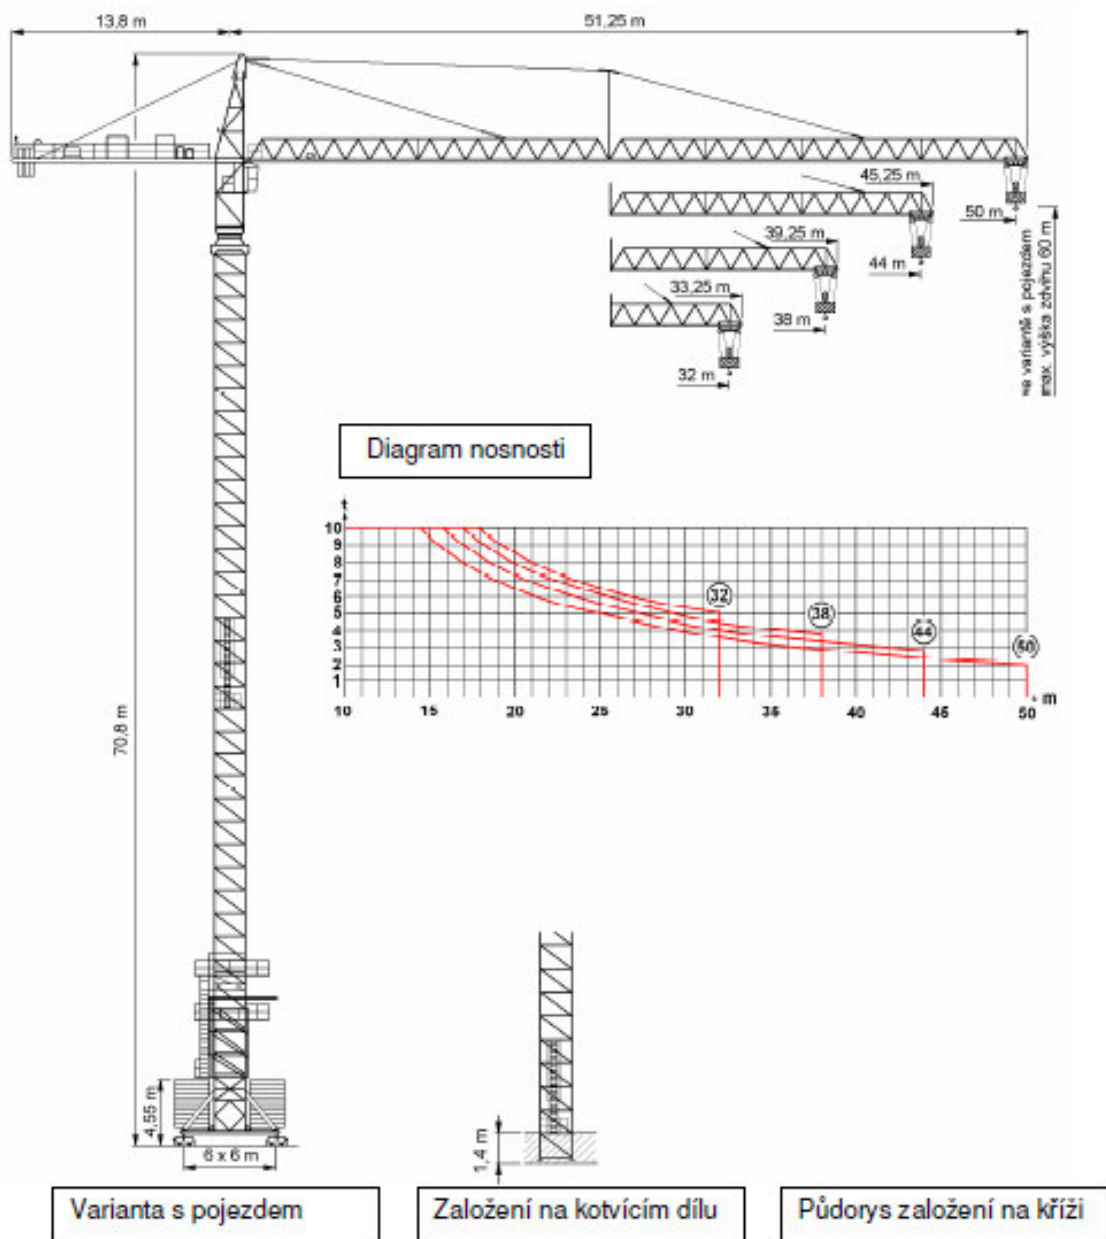 13,8 m
51,25 m
45,25 m
50 m
39,25 m
44 m
33,25 m
38 m
32 m
na variantě s pojezdem
max. výška zdvihu 60 m
70,8 m
Diagram nosnosti
t
10
9
8
7
6
5
4
3
2
1
32
38
44
50
10 15 20 25 30 35 40 45 50 m
4,55 m
6 x 6 m
1,4 m
Varianta s pojezdem
Založení na kotvícím dílu
Půdorys založení na kříži